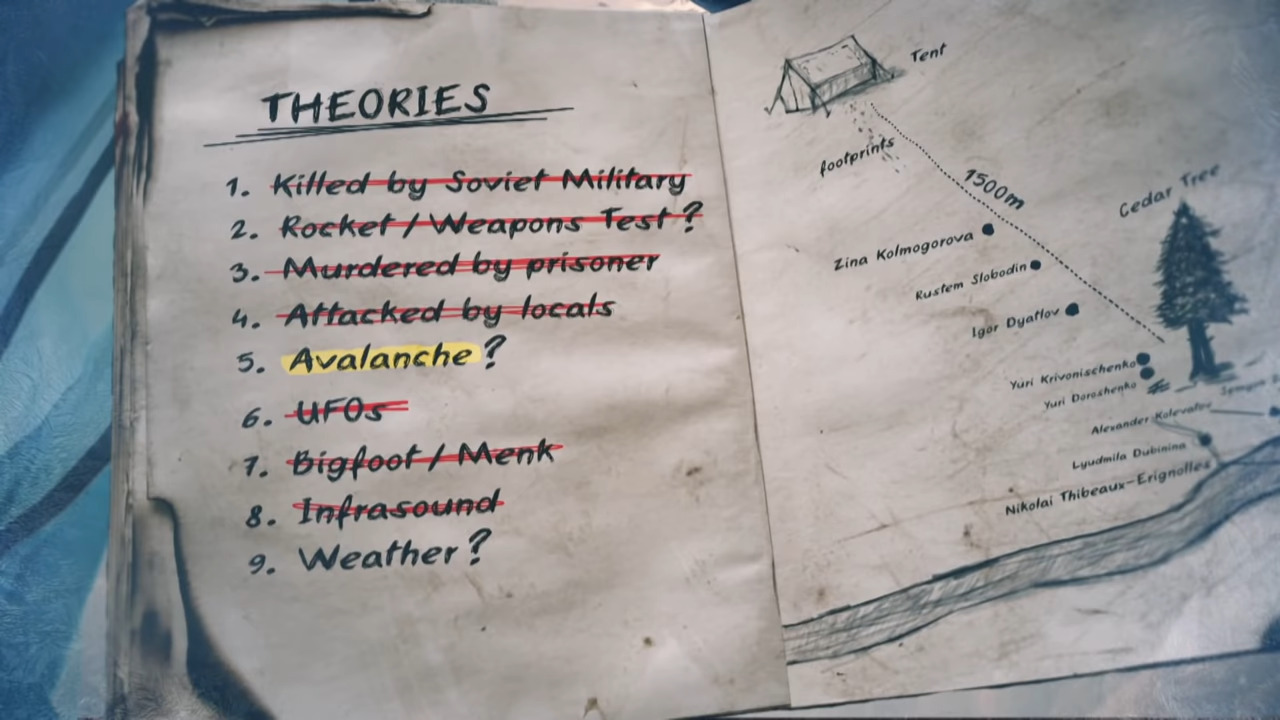 THEORIES
1. Killed by Soviet Military
2. Rocket / Weapons Test ?
3. Murdered by prisoner
4. Attacked by locals
5. Avalanche ?
6. UFOs
7. Bigfoot / Menk
8. Infrasound
9. Weather ?
Tent
footprints
1500m
Cedar Tree
Zina Kolmogorova
Rustem Slobodin
Igor Dyatlov
Yuri Krivonischenko
Yuri Doroshenko
Alexander Kolevatov
Lyudmila Dubinina
Nikolai Thibeaux-Erignolles